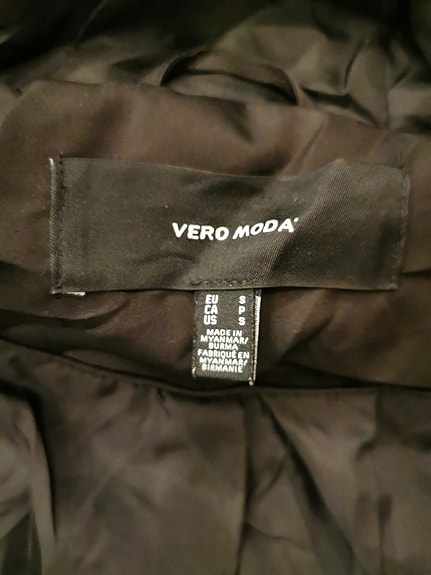 VERO MODA
EU S
CA P
US S
MADE IN
MYANMAR/
BURMA
FABRIQUÉ EN
MYANMAR/
BIRMANIE